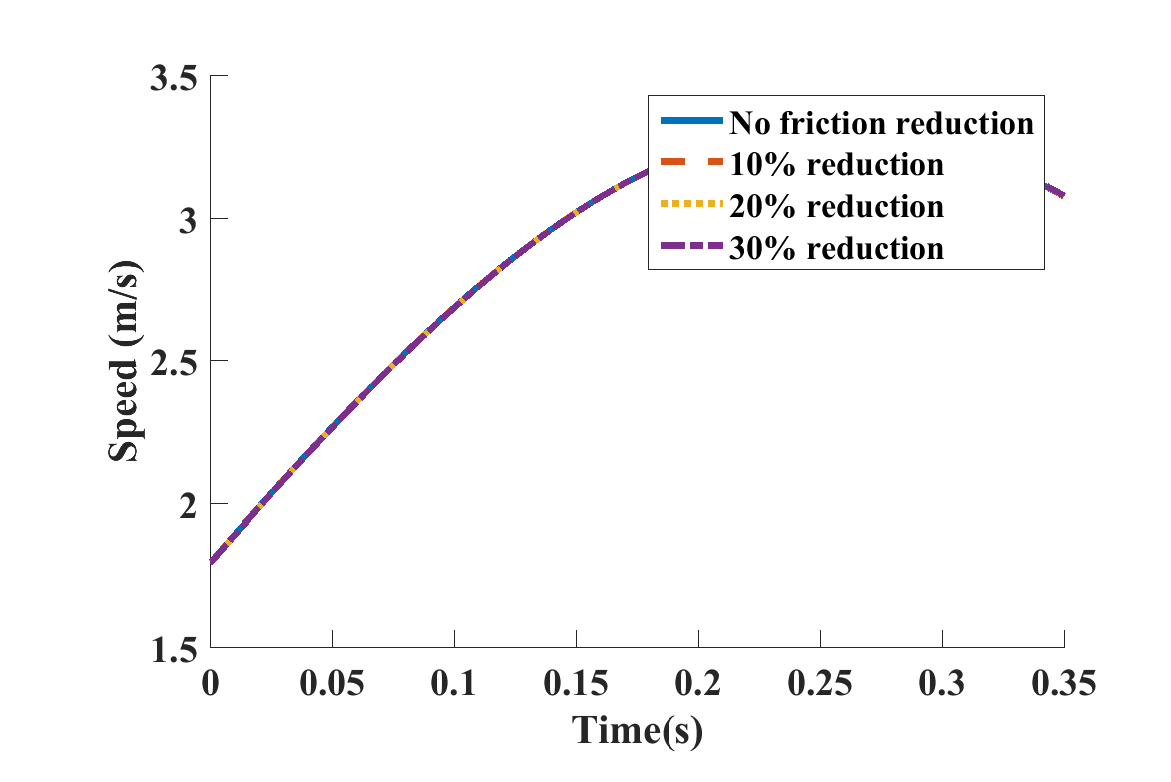 3.5
3
2.5
2
1.5
Speed (m/s)
No friction reduction
10% reduction
20% reduction
30% reduction
0 0.05 0.1 0.15 0.2 0.25 0.3 0.35
Time(s)